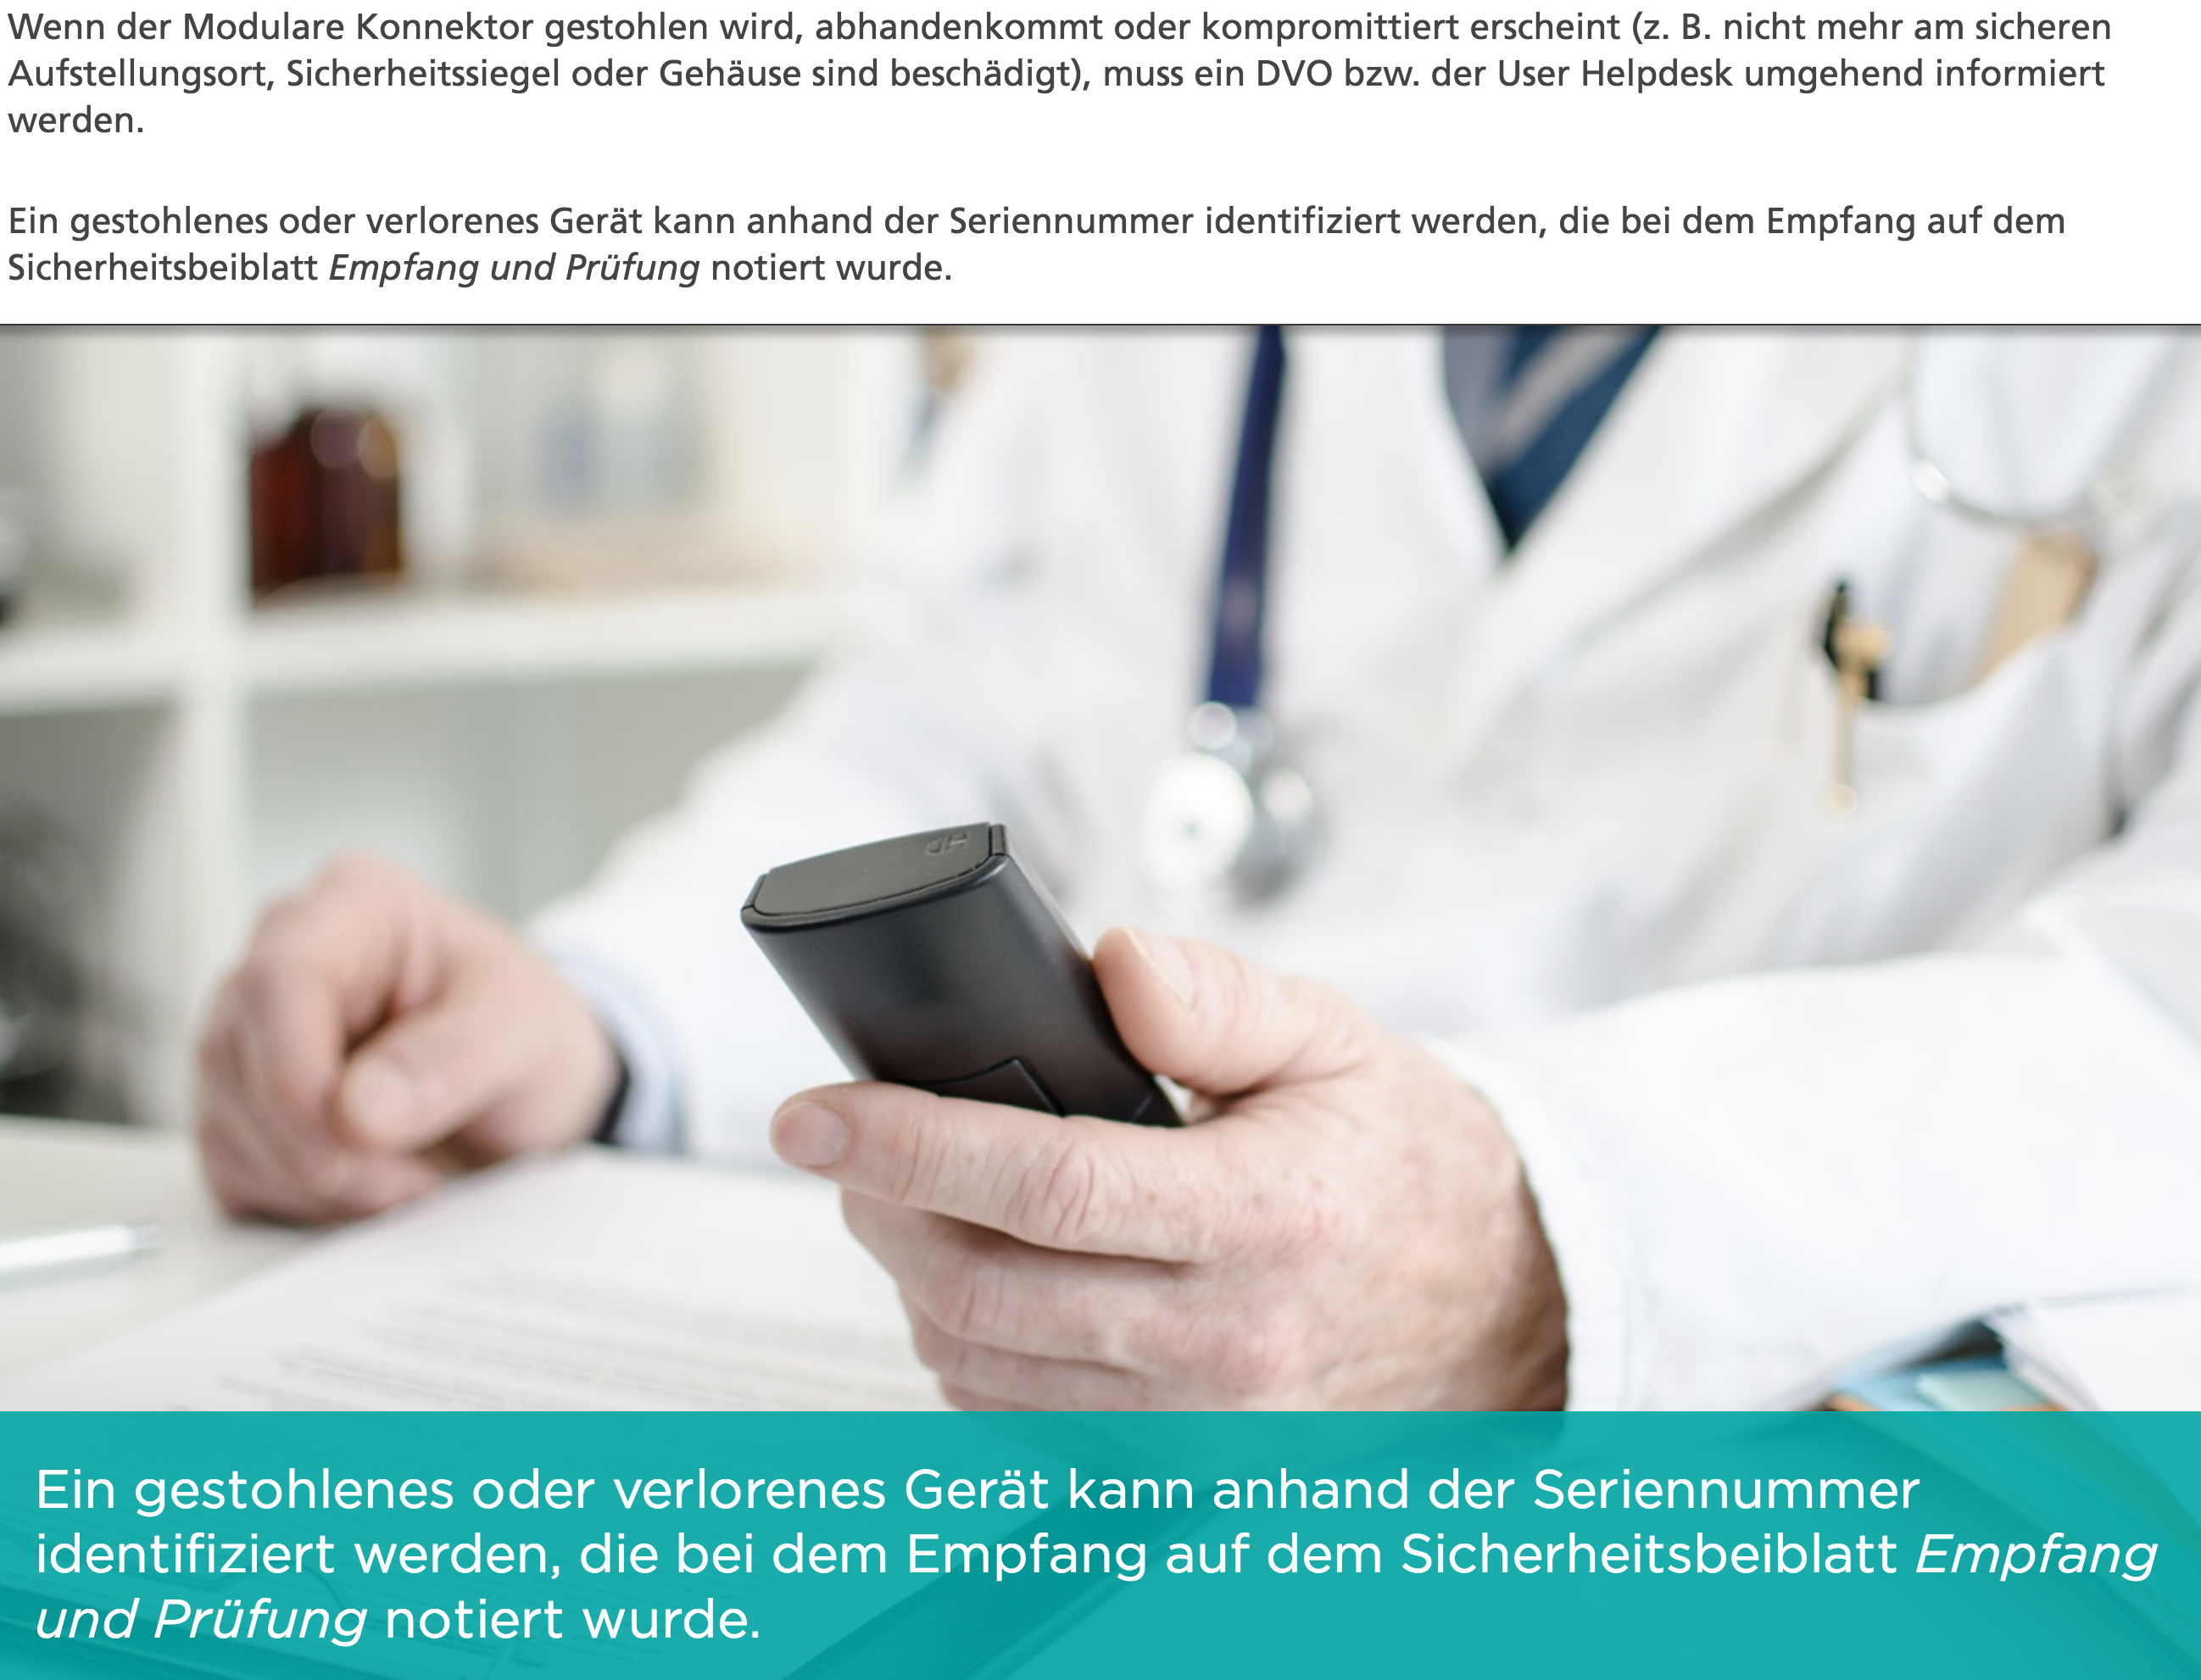 Wenn der Modulare Konnektor gestohlen wird, abhandenkommt oder kompromittiert erscheint (z. B. nicht mehr am sicheren
Aufstellungsort, Sicherheitssiegel oder Gehäuse sind beschädigt), muss ein DVO bzw. der User Helpdesk umgehend informiert
werden.
Ein gestohlenes oder verlorenes Gerät kann anhand der Seriennummer identifiziert werden, die bei dem Empfang auf dem
Sicherheitsbeiblatt Empfang und Prüfung notiert wurde.
Ein gestohlenes oder verlorenes Gerät kann anhand der Seriennummer
identifiziert werden, die bei dem Empfang auf dem Sicherheitsbeiblatt Empfang
und Prüfung notiert wurde.